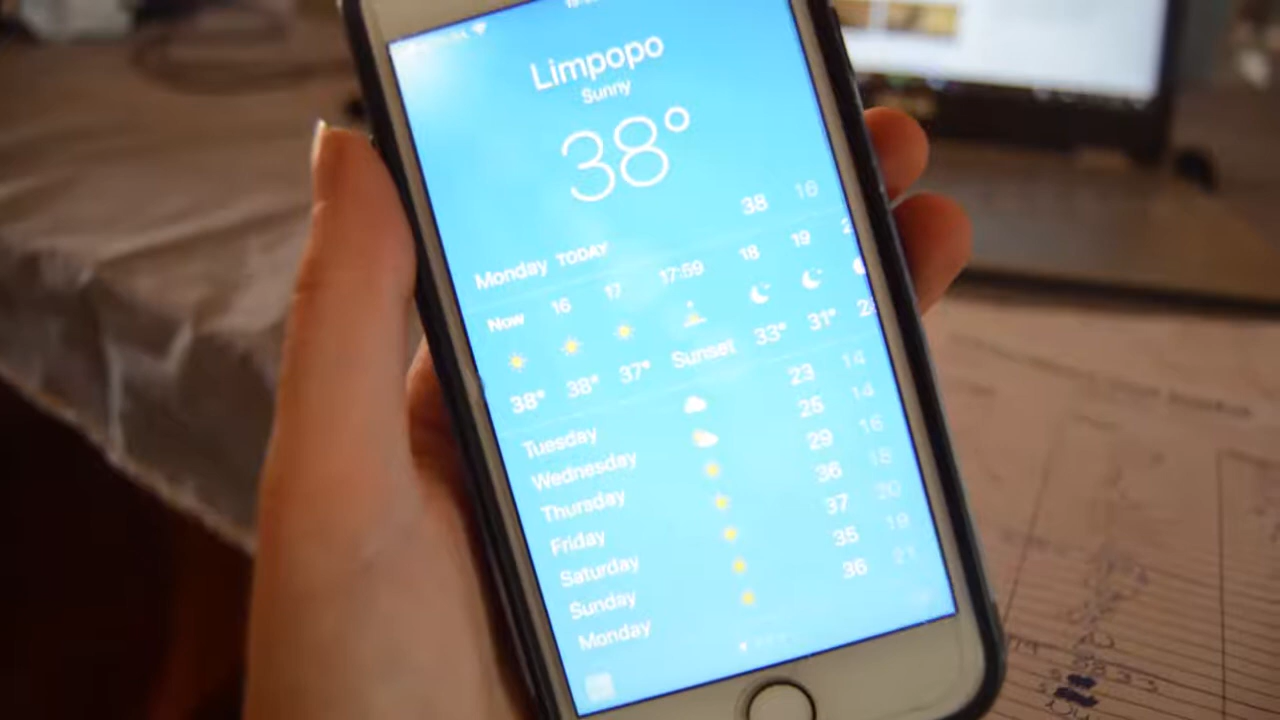 Limpopo
Sunny
38°
Monday TODAY 38 16
Now 16 17 17:59 18 19
38° 38° 37° Sunset 33° 31°
Tuesday 23 14
Wednesday 25 14
Thursday 29 16
Friday 36 18
Saturday 37 20
Sunday 35 19
Monday 36 21